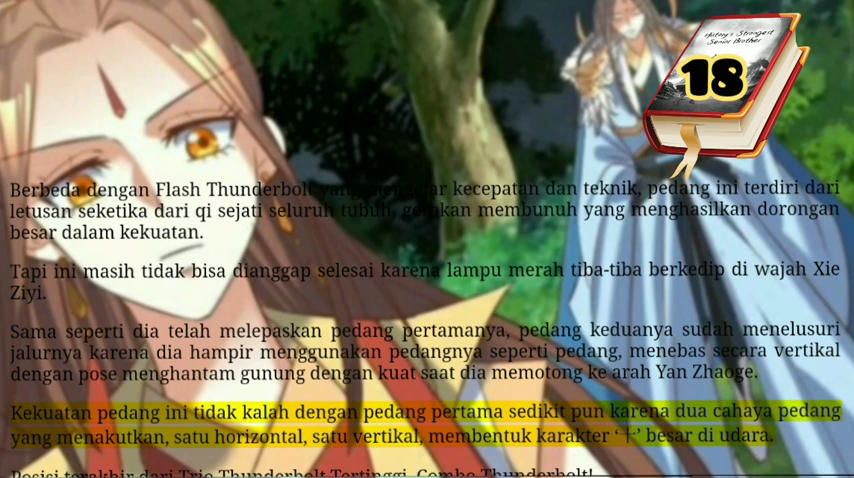 History's Strongest
Senior Brother
18
Berbeda dengan Flash Thunderbolt yang mengejar kecepatan dan teknik, pedang ini terdiri dari
letusan seketika dari qi sejati seluruh tubuh, gerakan membunuh yang menghasilkan dorongan
besar dalam kekuatan.
Tapi ini masih tidak bisa dianggap selesai karena lampu merah tiba-tiba berkedip di wajah Xie
Ziyi.
Sama seperti dia telah melepaskan pedang pertamanya, pedang keduanya sudah menelusuri
jalurnya karena dia hampir menggunakan pedangnya seperti pedang, menebas secara vertikal
dengan pose menghantam gunung dengan kuat saat dia memotong ke arah Yan Zhaoge.
Kekuatan pedang ini tidak kalah dengan pedang pertama sedikit pun karena dua cahaya pedang
yang menakutkan, satu horizontal, satu vertikal, membentuk karakter ‘十’ besar di udara.
Posisi terakhir dari Trio Thunderbolt Tertinggi, Combo Thunderbolt!